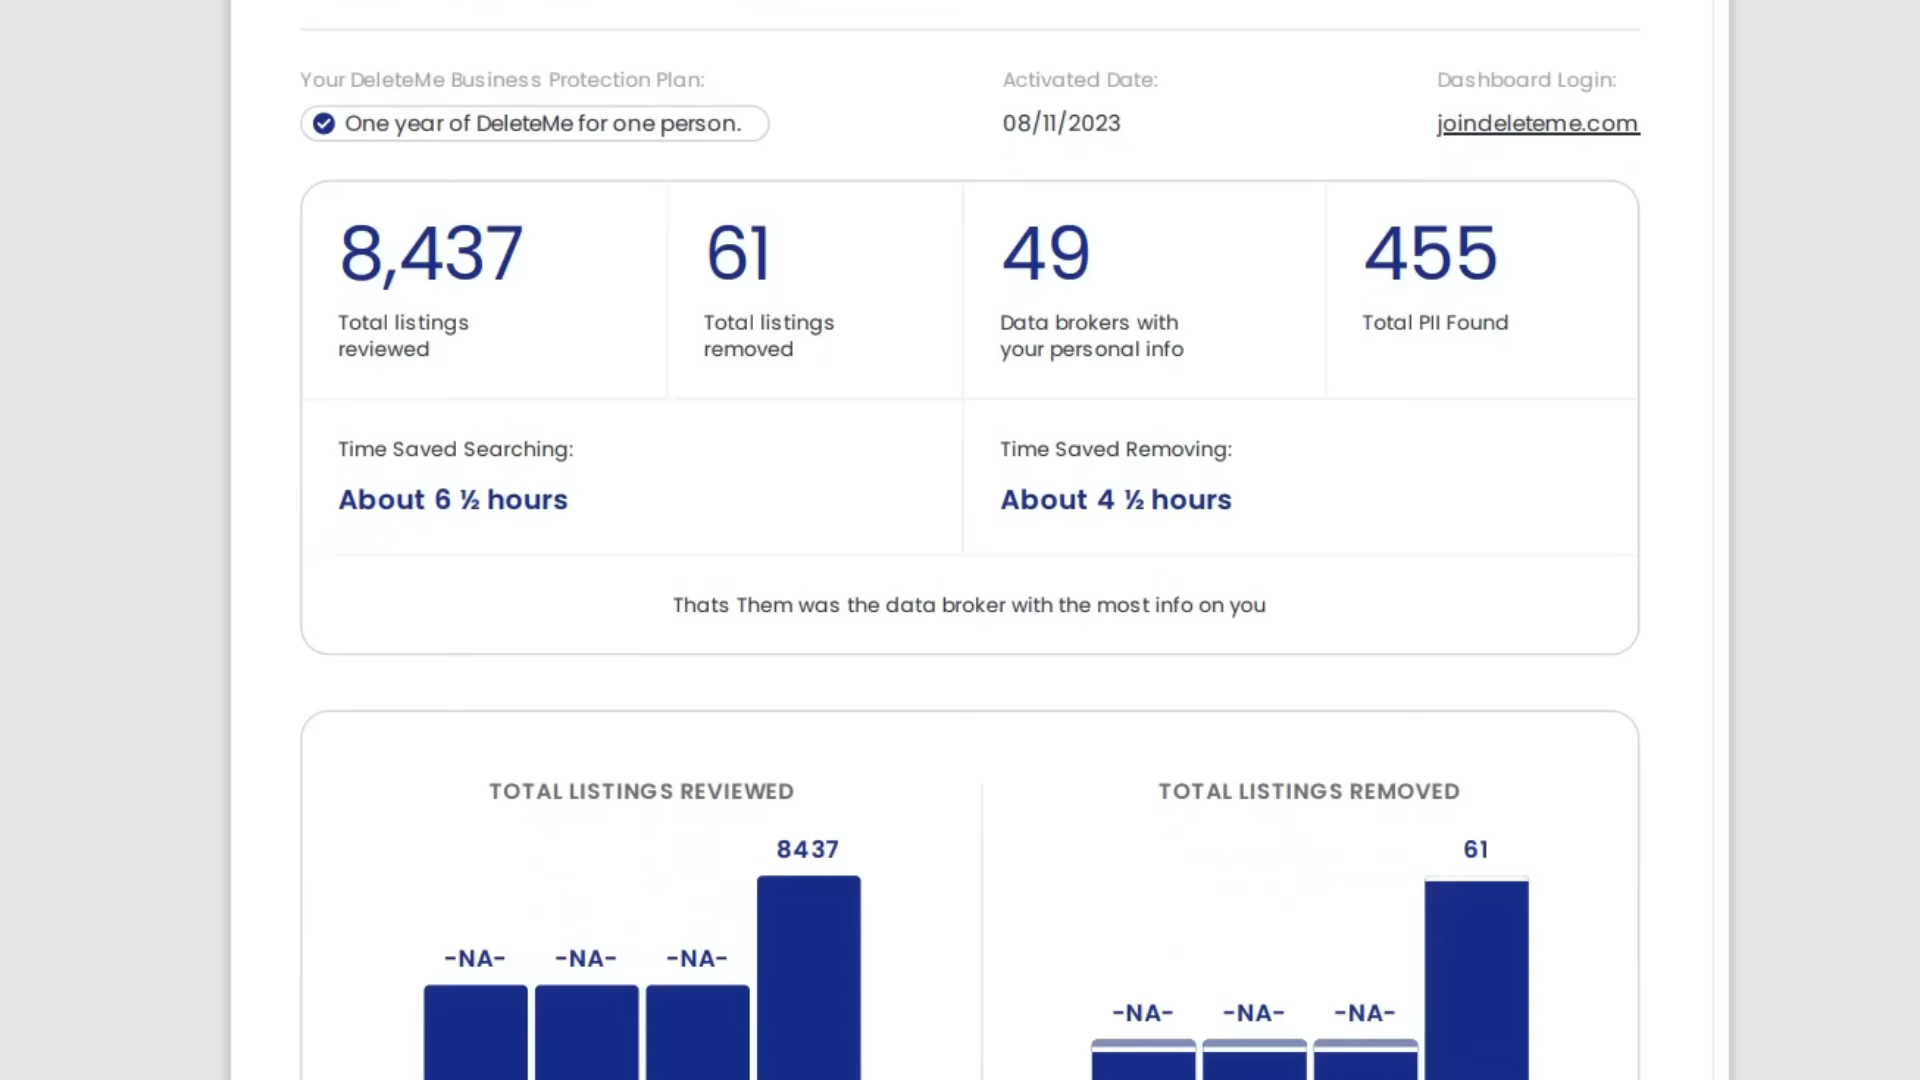 Your DeleteMe Business Protection Plan:
One year of DeleteMe for one person.
Activated Date:
08/11/2023
Dashboard Login:
joindeleteme.com
8,437
Total listings
reviewed
61
Total listings
removed
49
Data brokers with
your personal info
455
Total PII Found
Time Saved Searching:
About 6 ½ hours
Time Saved Removing:
About 4 ½ hours
Thats Them was the data broker with the most info on you
TOTAL LISTINGS REVIEWED
8437
-NA- -NA- -NA-
TOTAL LISTINGS REMOVED
61
-NA- -NA- -NA-